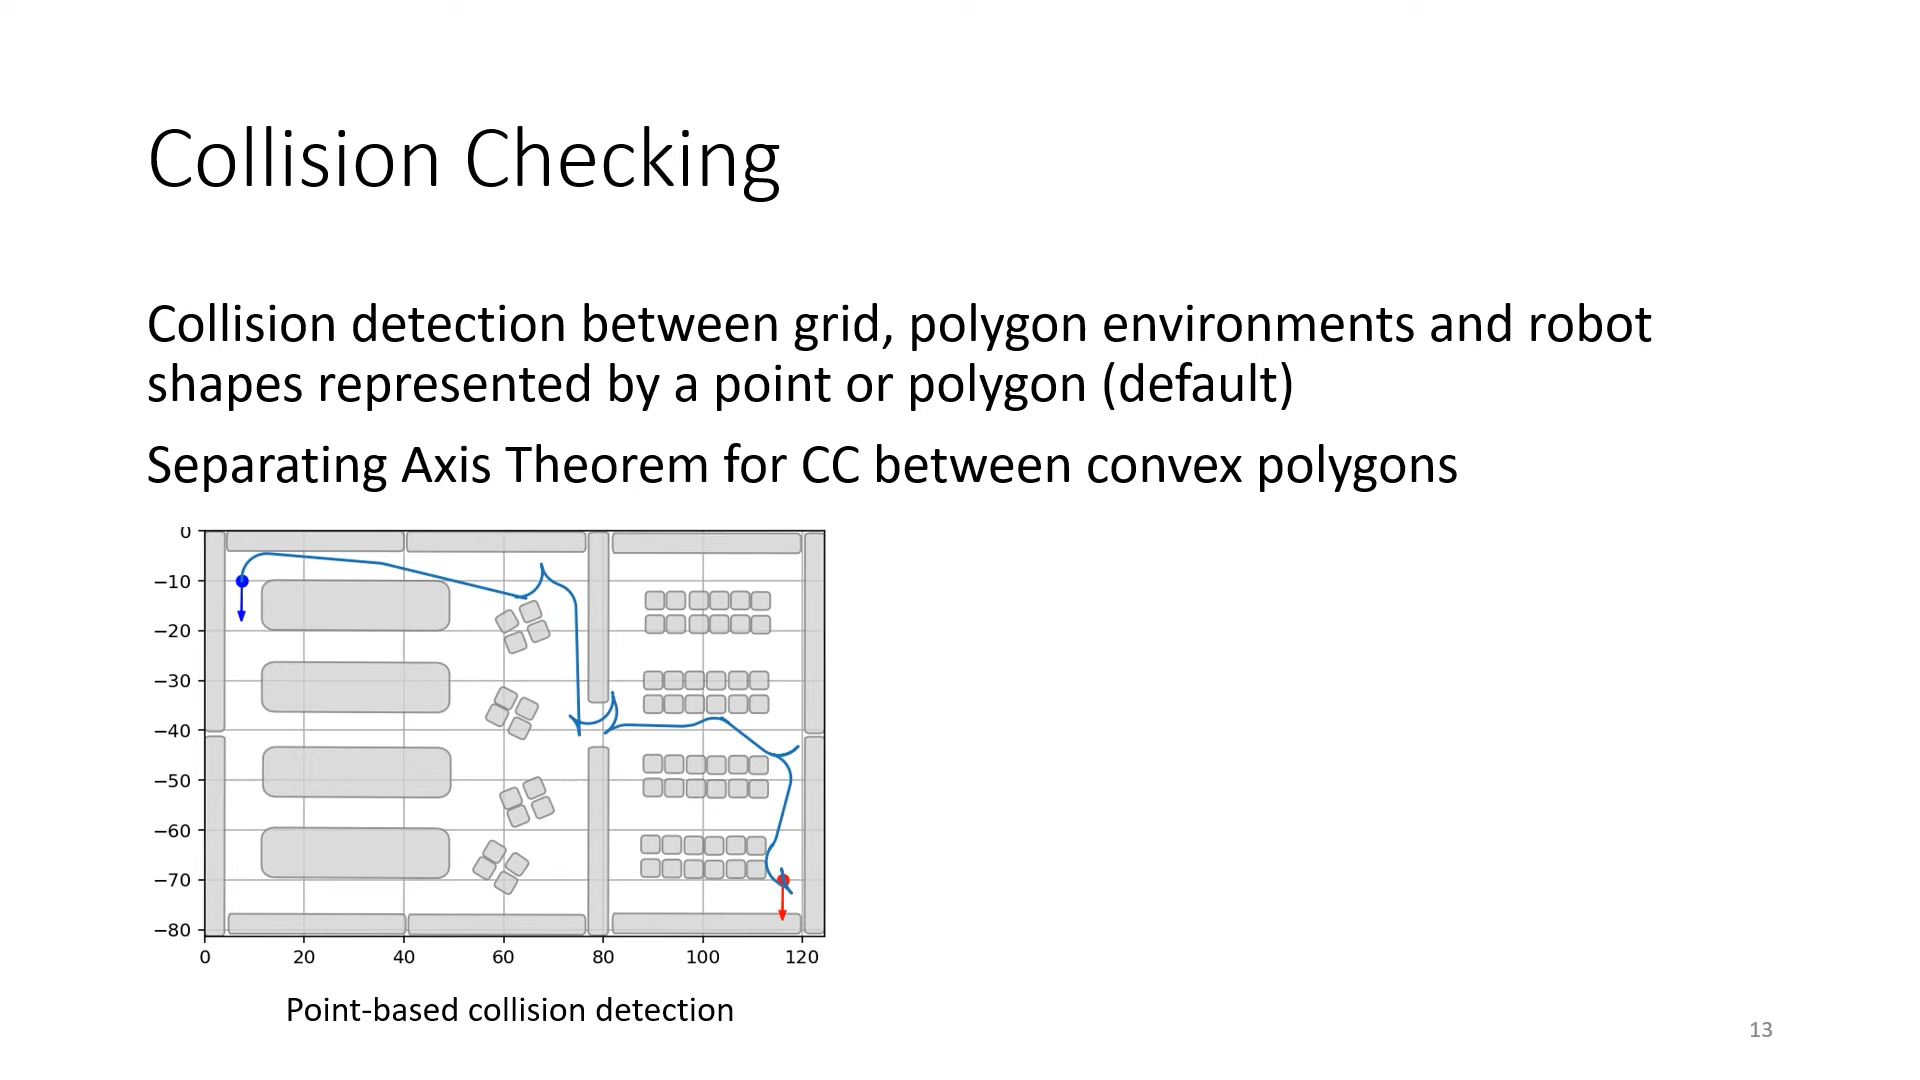 Collision Checking
Collision detection between grid, polygon environments and robot
shapes represented by a point or polygon (default)
Separating Axis Theorem for CC between convex polygons
0
−10
−20
−30
−40
−50
−60
−70
−80
0 20 40 60 80 100 120
Point-based collision detection
13